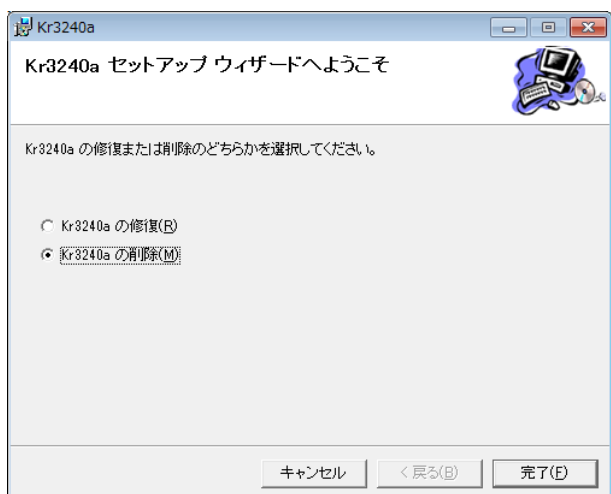 Kr3240a
Kr3240a セットアップ ウィザードへようこそ
Kr3240a の修復または削除のどちらかを選択してください。
Kr3240a の修復(R)
Kr3240a の削除(M)
キャンセル
< 戻る(B)
完了(F)